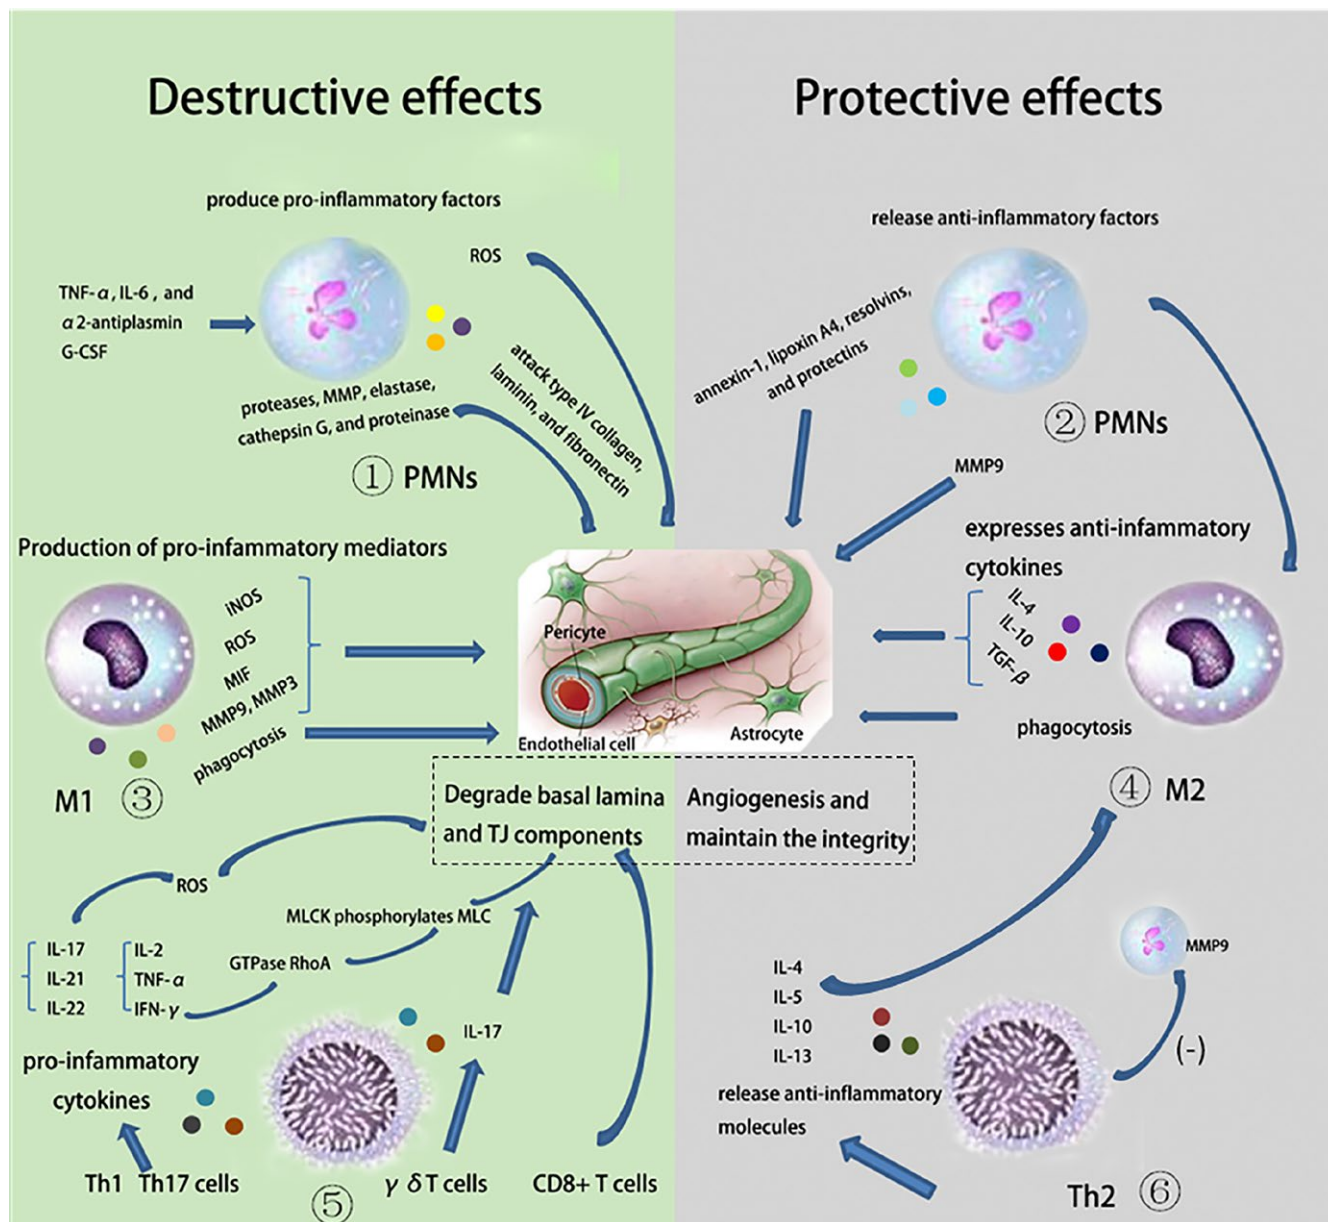 Destructive effects
Protective effects
produce pro-inflammatory factors
ROS
TNF-α, IL-6 , and
α2-antiplasmin
G-CSF
proteases, MMP, elastase,
cathepsin G, and proteinase
attack type IV collagen,
laminin, and fibronectin
① PMNs
release anti-inflammatory factors
annexin-1, lipoxin A4, resolvins,
and protectins
② PMNs
MMP9
Production of pro-infammatory mediators
iNOS
ROS
MIF
MMP9, MMP3
phagocytosis
M1 ③
Pericyte
Endothelial cell
Astrocyte
expresses anti-infammatory
cytokines
IL-4
IL-10
TGF-β
phagocytosis
④ M2
Degrade basal lamina
and TJ components
Angiogenesis and
maintain the integrity
ROS
MLCK phosphorylates MLC
GTPase RhoA
IL-17
IL-21
IL-22
IL-2
TNF-α
IFN-γ
IL-17
pro-infammatory
cytokines
Th1 Th17 cells
⑤
γ δ T cells
CD8+ T cells
IL-4
IL-5
IL-10
IL-13
release anti-inflammatory
molecules
MMP9
(-)
Th2 ⑥